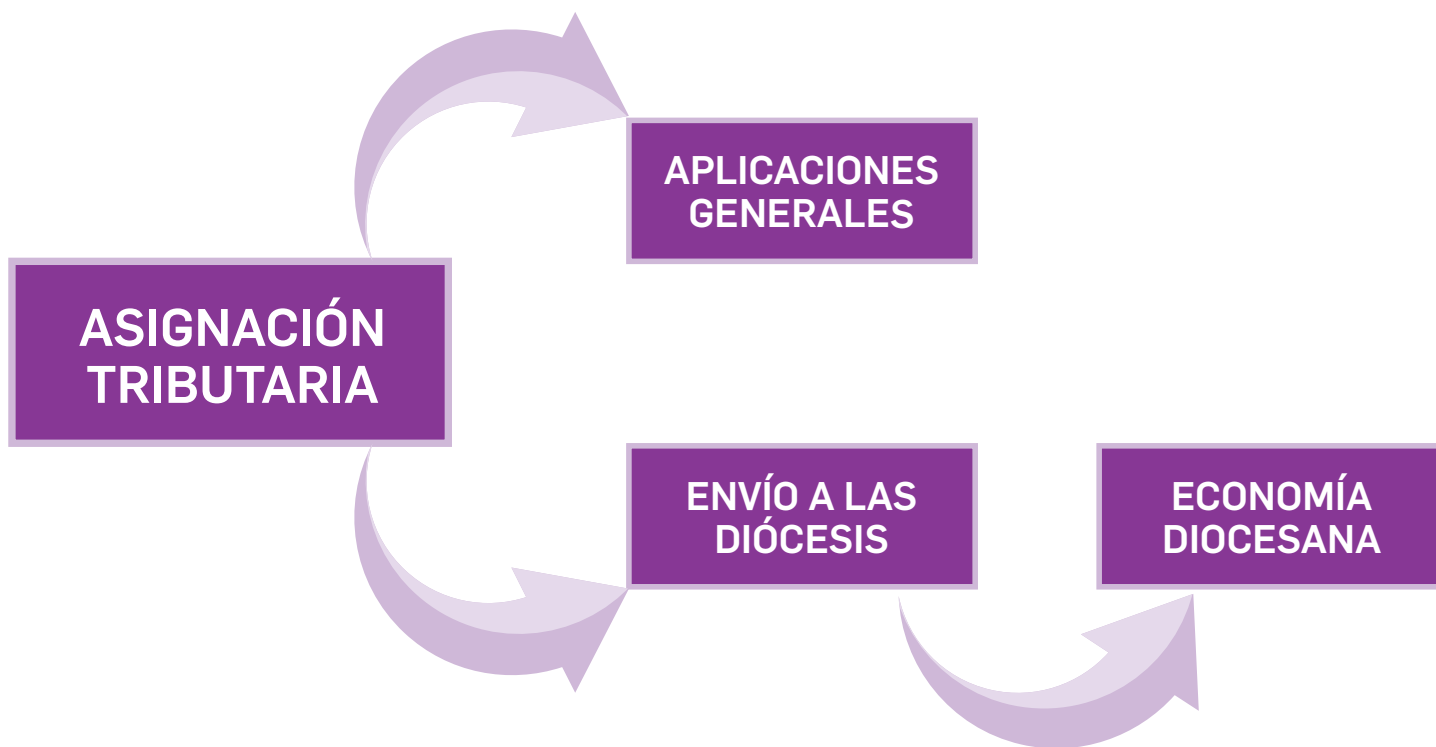 APLICACIONES
GENERALES
ASIGNACIÓN
TRIBUTARIA
ENVÍO A LAS
DIÓCESIS
ECONOMÍA
DIOCESANA